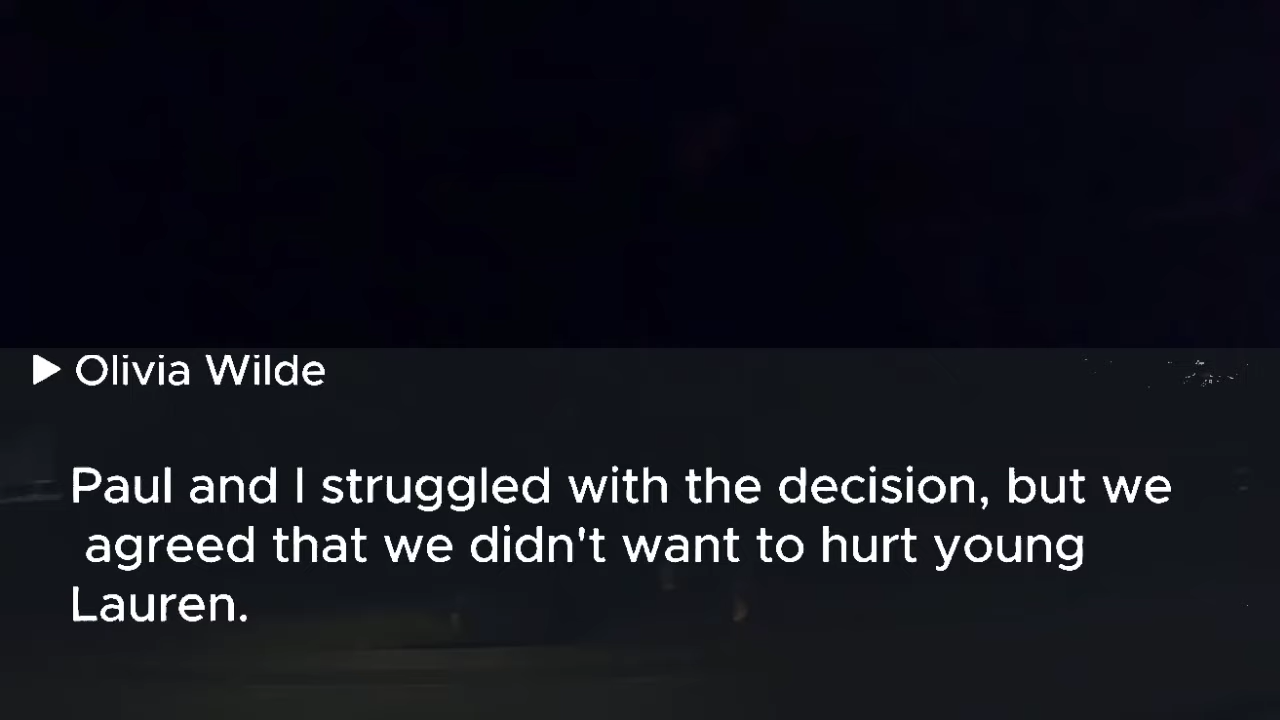 ▶ Olivia Wilde
Paul and I struggled with the decision, but we
agreed that we didn't want to hurt young
Lauren.